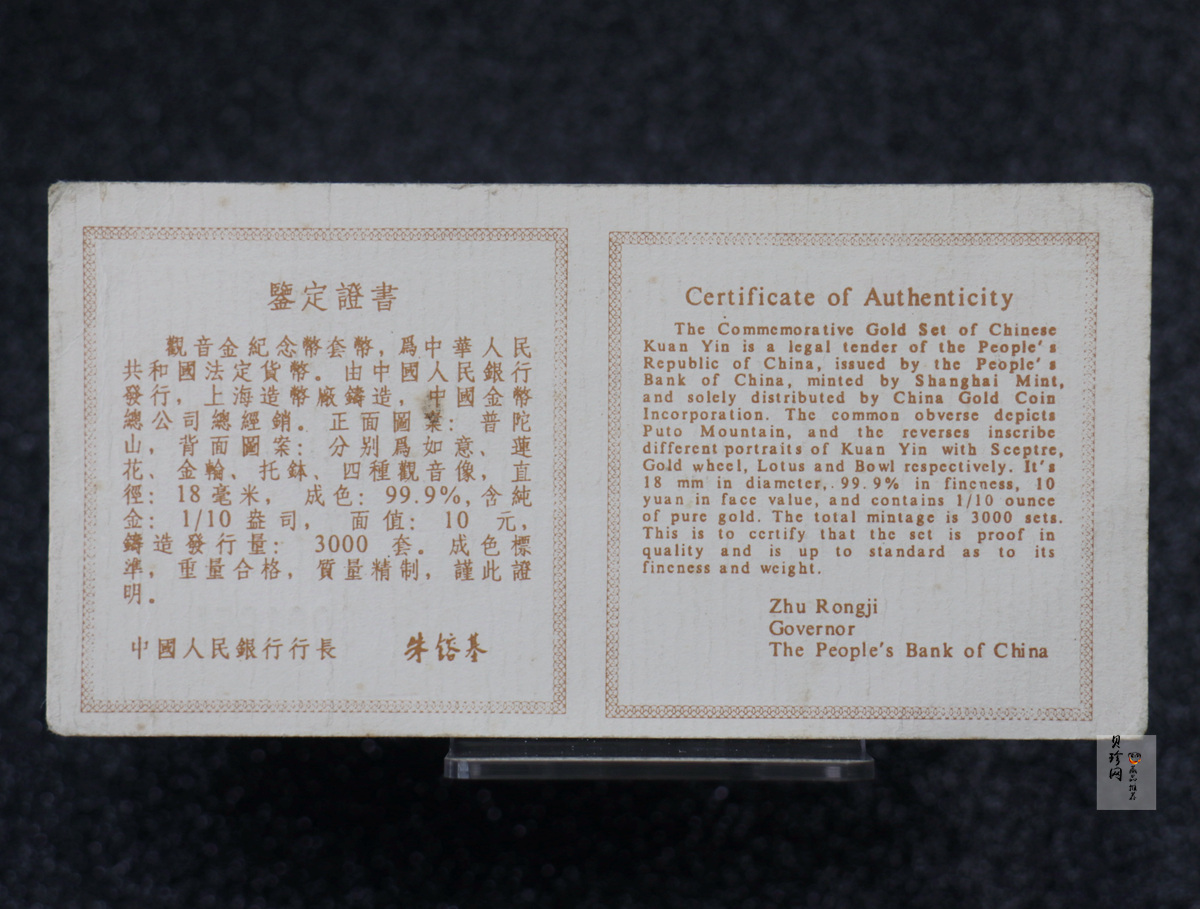 鑒定證書
觀音金紀念幣套幣，爲中華人民
共和國法定貨幣。由中國人民銀行
發行，上海造幣廠鑄造，中國金幣
總公司總經銷。正面圖案：普陀
山，背面圖案：分别爲如意、蓮
花、金輪、托鉢、四種觀音像，直
徑：18毫米，成色：99.9%,含純
金：1/10盎司，面值：10元，
鑄造發行量：3000套。成色標
準，重量合格，質量精制，謹此證
明。
中國人民銀行行長 朱鎔基
Certificate of Authenticity
The Commemorative Gold Set of Chinese
Kuan Yin is a legal tender of the People's
Republic of China, issued by the People's
Bank of China, minted by Shanghai Mint,
and solely distributed by China Gold Coin
Incorporation. The common obverse depicts
Puto Mountain, and the reverses inscribe
different portraits of Kuan Yin with Sceptre,
Gold wheel, Lotus and Bowl respectively. It's
18 mm in diameter, 99.9% in fineness, 10
yuan in face value, and contains 1/10 ounce
of pure gold. The total mintage is 3000 sets.
This is to certify that the set is proof in
quality and is up to standard as to its
fineness and weight.
Zhu Rongji
Governor
The People's Bank of China
贝珍网
藏品推荐